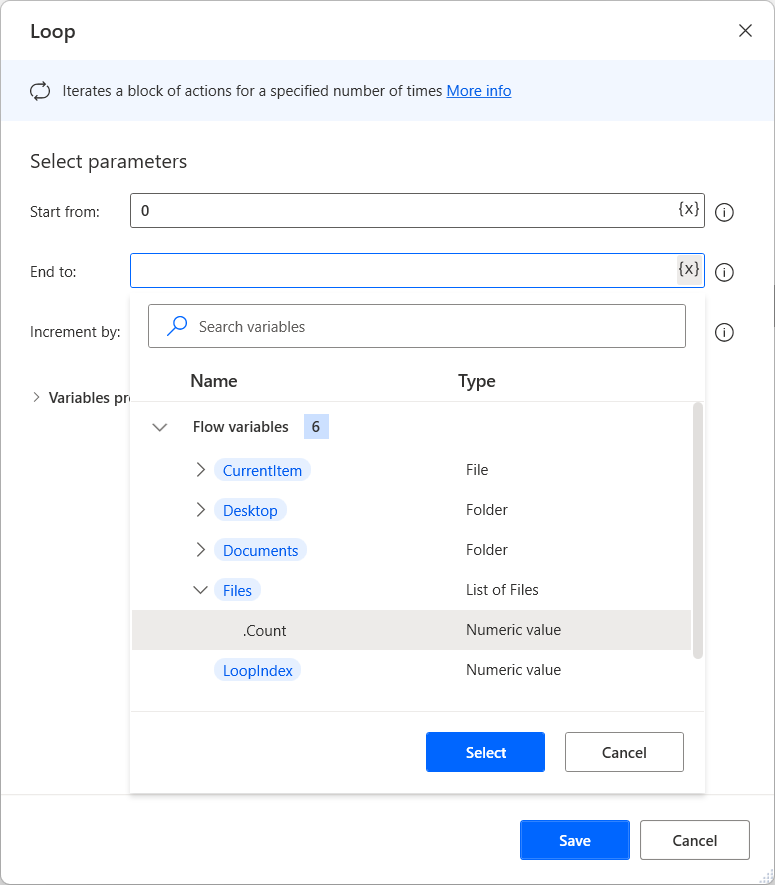 Loop
Iterates a block of actions for a specified number of times More info
Select parameters
Start from: 0 {x}
End to: {x}
Search variables
Increment by:
Name Type
Variables pr
Flow variables 6
CurrentItem File
Desktop Folder
Documents Folder
Files List of Files
.Count Numeric value
LoopIndex Numeric value
Select Cancel
Save Cancel